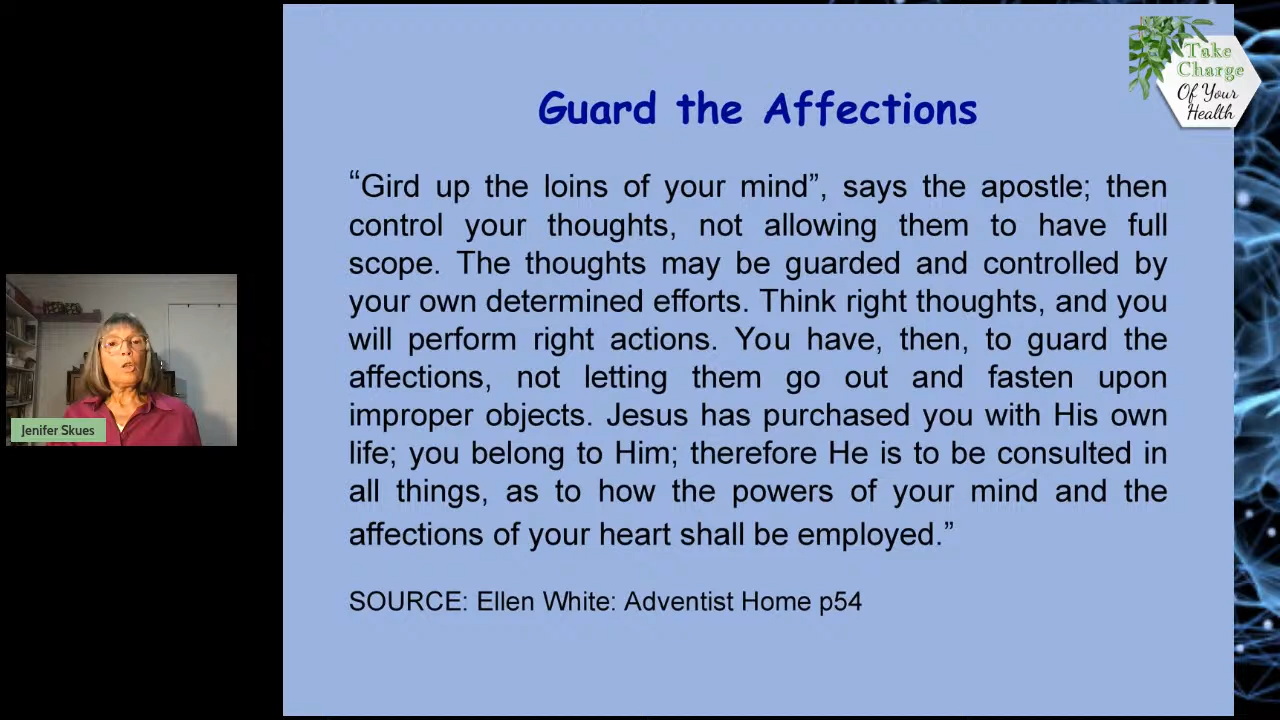 Take
Charge
Of Your
Health
Guard the Affections
“Gird up the loins of your mind”, says the apostle; then
control your thoughts, not allowing them to have full
scope. The thoughts may be guarded and controlled by
your own determined efforts. Think right thoughts, and you
will perform right actions. You have, then, to guard the
affections, not letting them go out and fasten upon
improper objects. Jesus has purchased you with His own
life; you belong to Him; therefore He is to be consulted in
all things, as to how the powers of your mind and the
affections of your heart shall be employed.”
SOURCE: Ellen White: Adventist Home p54
Jenifer Skues